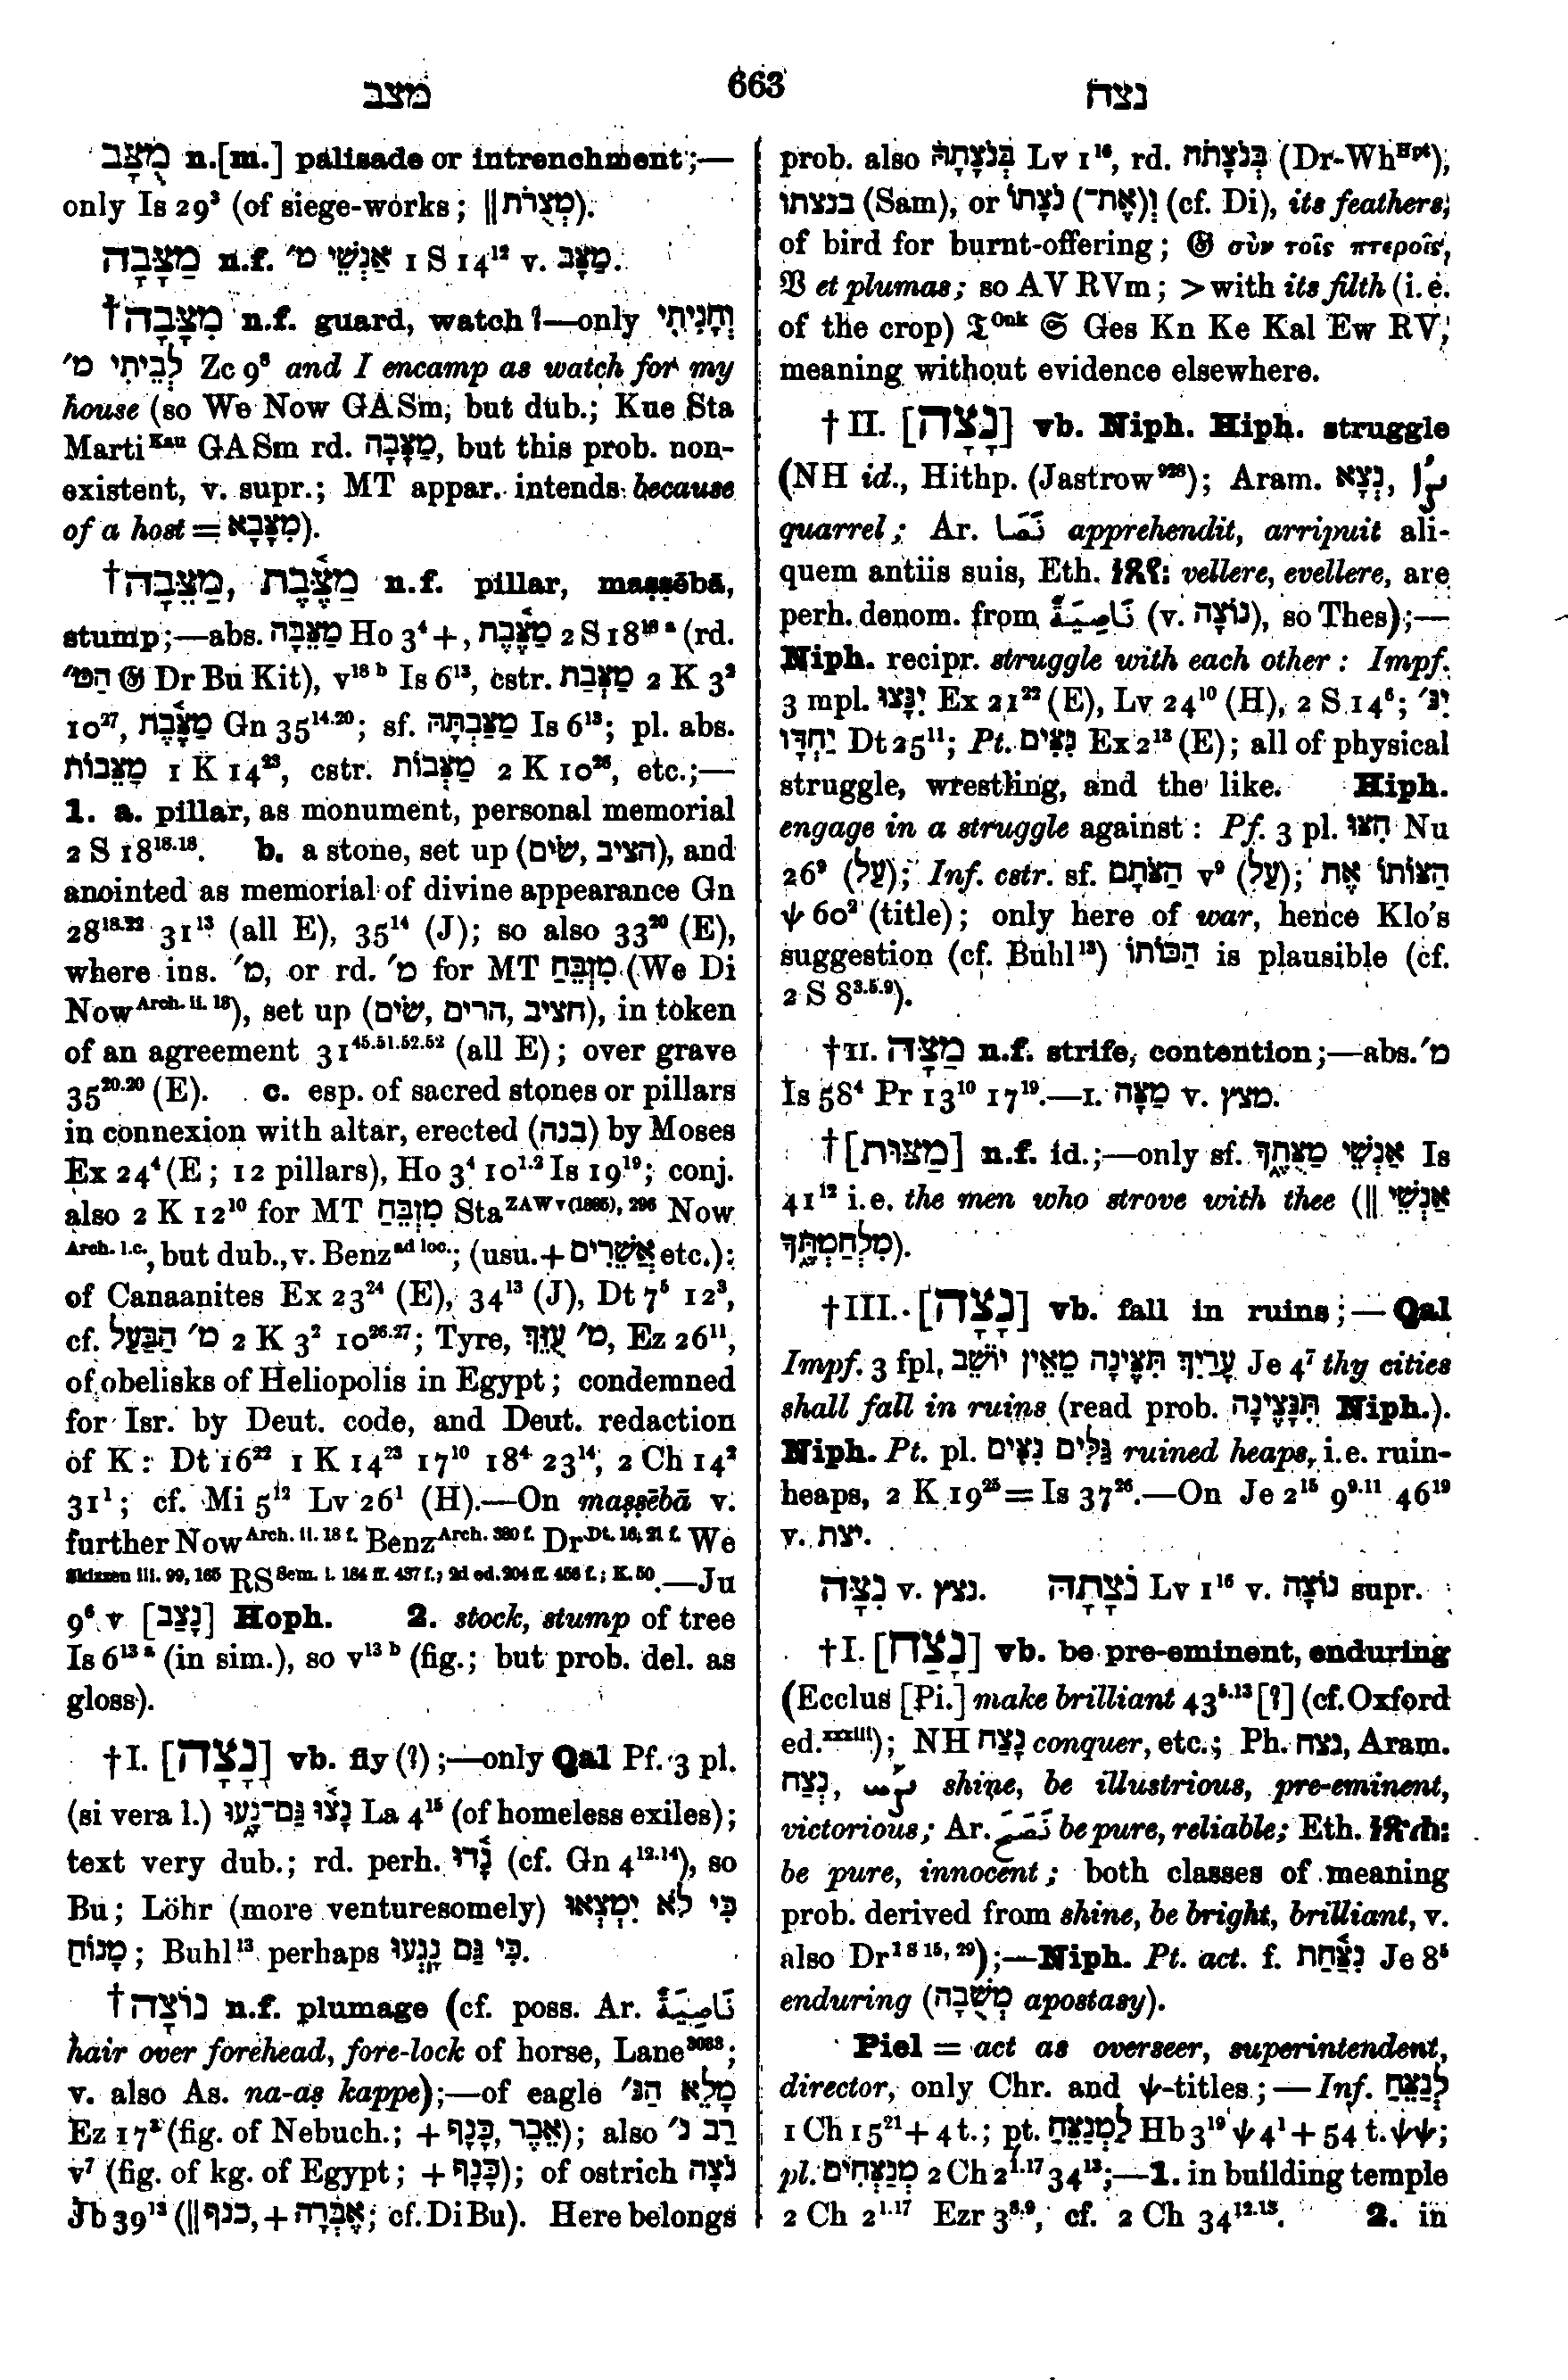 מצב 663 נצח
מֻצָּב n.[m.] palisade or intrenchment;—
only Is 29³ (of siege-works; ‖מְצֻרֹת).
מַצָּבָה n.f. אַנְשֵׁי מ׳ 1 S 14¹² v. מַצָּב.
†מִצָּבָה n.f. guard, watch?—only וְחָנִיתִי
לְבֵיתִי מ׳ Zc 9⁸ and I encamp as watch for my
house (so We Now GASm, but dub.; Kue Sta
Marti Kau GASm rd. מַצָּבָה, but this prob. non-
existent, v. supr.; MT appar. intends because
of a host = מִצָּבָא).
†מַצֵּבָה, מַצֶּ֫בֶת n.f. pillar, maṣṣēbā,
stump;—abs. מַצֵּבָה Ho 3⁴+, מַצֶּ֫בֶת 2 S 18¹⁸ ᵃ (rd.
הַמּ׳ 𝔊 Dr Bu Kit), v¹⁸ ᵇ Is 6¹³, cstr. מַצְּבַת 2 K 3²
10²⁷, מַצֶּ֫בֶת Gn 35¹⁴·²⁰; sf. מַצַּבְתָּהּ Is 6¹³; pl. abs.
מַצֵּבוֹת 1 K 14²³, cstr. מַצְּבוֹת 2 K 10²⁶, etc.;—
1. a. pillar, as monument, personal memorial
2 S 18¹⁸·¹⁸. b. a stone, set up (הציב, שׂים), and
anointed as memorial of divine appearance Gn
28¹⁸·²² 31¹³ (all E), 35¹⁴ (J); so also 33²⁰ (E),
where ins. מ׳, or rd. מ׳ for MT מִזְבֵּחַ (We Di
Now Arch. ii. 18), set up (הציב, הרים, שׂים), in token
of an agreement 31⁴⁵·⁵¹·⁵²·⁵² (all E); over grave
35²⁰·²⁰ (E). c. esp. of sacred stones or pillars
in connexion with altar, erected (בנה) by Moses
Ex 24⁴ (E; 12 pillars), Ho 3⁴ 10¹·² Is 19¹⁹; conj.
also 2 K 12¹⁰ for MT מִזְבֵּחַ Sta ZAW v (1885), 296 Now
Arch. l.c., but dub., v. Benz ad loc.; (usu. + אֲשֵׁרִים etc.):
of Canaanites Ex 23²⁴ (E), 34¹³ (J), Dt 7⁵ 12³,
cf. מ׳ הַבַּעַל 2 K 3² 10²⁶·²⁷; Tyre, מ׳ עֻזֵּךְ, Ez 26¹¹,
of obelisks of Heliopolis in Egypt; condemned
for Isr. by Deut. code, and Deut. redaction
of K: Dt 16²² 1 K 14²³ 17¹⁰ 18⁴ 23¹⁴, 2 Ch 14²
31¹; cf. Mi 5¹² Lv 26¹ (H).—On maṣṣēbā v.
further Now Arch. ii. 18 f. Benz Arch. 380 f. Dr Dt. 16, 21 f. We
Skizzen iii. 99, 165 RS Sem. i. 184 ff. 437 f.; 2d ed. 204 ff. 456 f.; K. 50.—Ju
9⁶ v [נָצַב] Hoph. 2. stock, stump of tree
Is 6¹³ ᵃ (in sim.), so v¹³ ᵇ (fig.; but prob. del. as
gloss).
†I. [נָצָה] vb. fly (?);—only Qal Pf. 3 pl.
(si vera l.) נָצ֫וּ גַּם־נָ֑עוּ La 4¹⁵ (of homeless exiles);
text very dub.; rd. perh. נָ֫דוּ (cf. Gn 4¹²·¹⁴), so
Bu; Löhr (more venturesomely) כִּי לֹא יִמְצְאוּ
מָנוֹחַ; Buhl¹³ perhaps כִּי גַּם נָגְעוּ.
†נוֹצָה n.f. plumage (cf. poss. Ar. نَاصِيَةٌ
hair over forehead, fore-lock of horse, Lane³⁰³³;
v. also As. na-aṣ kappe);—of eagle מָלֵא הַנּ׳
Ez 17³ (fig. of Nebuch.; + כָּנָף, אֵבֶר); also רַב נ׳
v⁷ (fig. of kg. of Egypt; + כָּנָף); of ostrich נֹצָה
Jb 39¹³ (‖כנף, + אֶבְרָה; cf. Di Bu). Here belongs
prob. also בְּנֹצָתָהּ Lv 1¹⁶, rd. בְּנֹצָתֹה (Dr-Wh Hpt),
בנצתו (Sam), or וְ(אֶת־) נֹצָתוֹ (cf. Di), its feathers,
of bird for burnt-offering; 𝔊 σὺν τοῖς πτεροῖς,
𝔙 et plumas; so AV RVm; > with its filth (i.e.
of the crop) 𝔗 Onk 𝔖 Ges Kn Ke Kal Ew RV,
meaning without evidence elsewhere.
†II. [נָצָה] vb. Niph. Hiph. struggle
(NH id., Hithp. (Jastrow⁹²⁸); Aram. נְצָא, ܢܨܐ
quarrel; Ar. نَصَا apprehendit, arripuit ali-
quem antiis suis, Eth. ነጸየ: vellere, evellere, are
perh. denom. from نَاصِيَةٌ (v. נוֹצָה), so Thes);—
Niph. recipr. struggle with each other: Impf.
3 mpl. יִנָּצוּ Ex 21²² (E), Lv 24¹⁰ (H), 2 S 14⁶; יִנּ׳
יַחְדָּו Dt 25¹¹; Pt. נִצִּים Ex 2¹³ (E); all of physical
struggle, wrestling, and the like. Hiph.
engage in a struggle against: Pf. 3 pl. הִצּוּ Nu
26⁹ (עַל); Inf. cstr. sf. הַצֹּתָם v⁹ (עַל); הַצּוֹתוֹ אֶת
ψ 60² (title); only here of war, hence Klo's
suggestion (cf. Buhl¹³) הַכּוֹתוֹ is plausible (cf.
2 S 8³·⁵·⁹).
†II. מַצָּה n.f. strife, contention;—abs. מ׳
Is 58⁴ Pr 13¹⁰ 17¹⁹.—I. מַצָּה v. מצץ.
†[מַצּוּת] n.f. id.;—only sf. אַנְשֵׁי מַצֻּתֶ֑ךָ Is
41¹² i.e. the men who strove with thee (‖ אַנְשֵׁי
מִלְחַמְתֶּ֑ךָ).
†III. [נָצָה] vb. fall in ruins;—Qal
Impf. 3 fpl. עָרַיִךְ תִּצֶּינָה מֵאֵין יוֹשֵׁב Je 4⁷ thy cities
shall fall in ruins (read prob. תִּנָּצֶינָה Niph.).
Niph. Pt. pl. גַּלִּים נִצִּים ruined heaps, i.e. ruin-
heaps, 2 K 19²⁵ = Is 37²⁶.—On Je 2¹⁵ 9⁹·¹¹ 46¹⁹
v. יצת.
נִצָּה v. נצץ. נֹצָתָהּ Lv 1¹⁶ v. נוֹצָה supr.
†I. [נָצַח] vb. be pre-eminent, enduring
(Ecclus [Pi.] make brilliant 43⁵·¹³ [?] (cf. Oxford
ed. xxxiii); NH נָצַח conquer, etc.; Ph. נצח, Aram.
נְצַח, ܢܨܚ shine, be illustrious, pre-eminent,
victorious; Ar. نَصَحَ be pure, reliable; Eth. ነጽሐ:
be pure, innocent; both classes of meaning
prob. derived from shine, be bright, brilliant, v.
also Dr¹ ˢ ¹⁵, ²⁹);—Niph. Pt. act. f. נִצַּ֫חַת Je 8⁵
enduring (מְשֻׁבָה apostasy).
Piel = act as overseer, superintendent,
director, only Chr. and ψ-titles;—Inf. לְנַצֵּחַ
1 Ch 15²¹ + 4 t.; pt. לַמְנַצֵּחַ Hb 3¹⁹ ψ 4¹ + 54 t. ψψ;
pl. מְנַצְּחִים 2 Ch 2¹·¹⁷ 34¹³;—1. in building temple
2 Ch 2¹·¹⁷ Ezr 3⁸·⁹, cf. 2 Ch 34¹²·¹³. 2. in